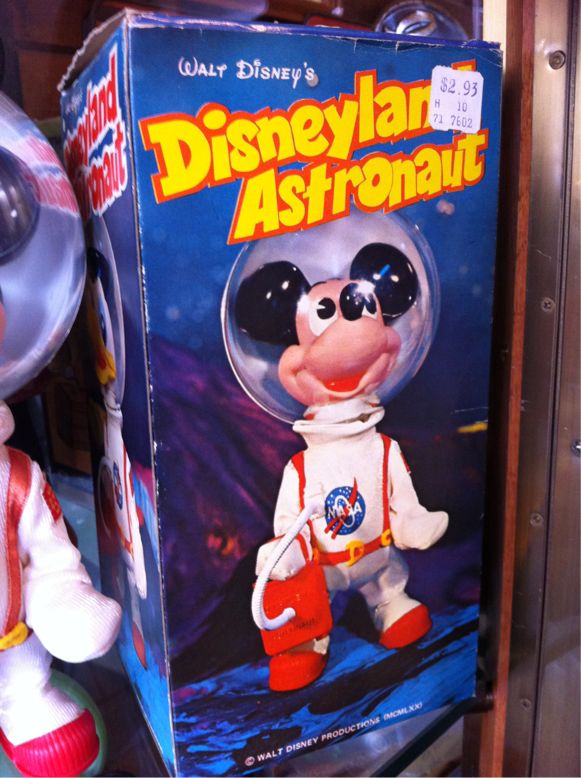 WALT DISNEY'S
Disneyland
Astronaut
$2.93
H 10
71 7602
NASA
© WALT DISNEY PRODUCTIONS (MCMLXX)